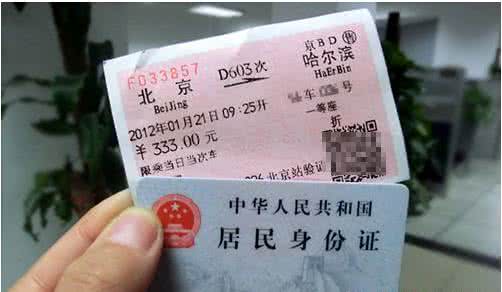 F033857
京BD
北京
D603次
哈尔滨
BeiJing
HaErBin
2012年01月21日09:25开
车
号
￥333.00元
一等座
折
限乘当日当次车
北京站验证
中华人民共和国
居民身份证